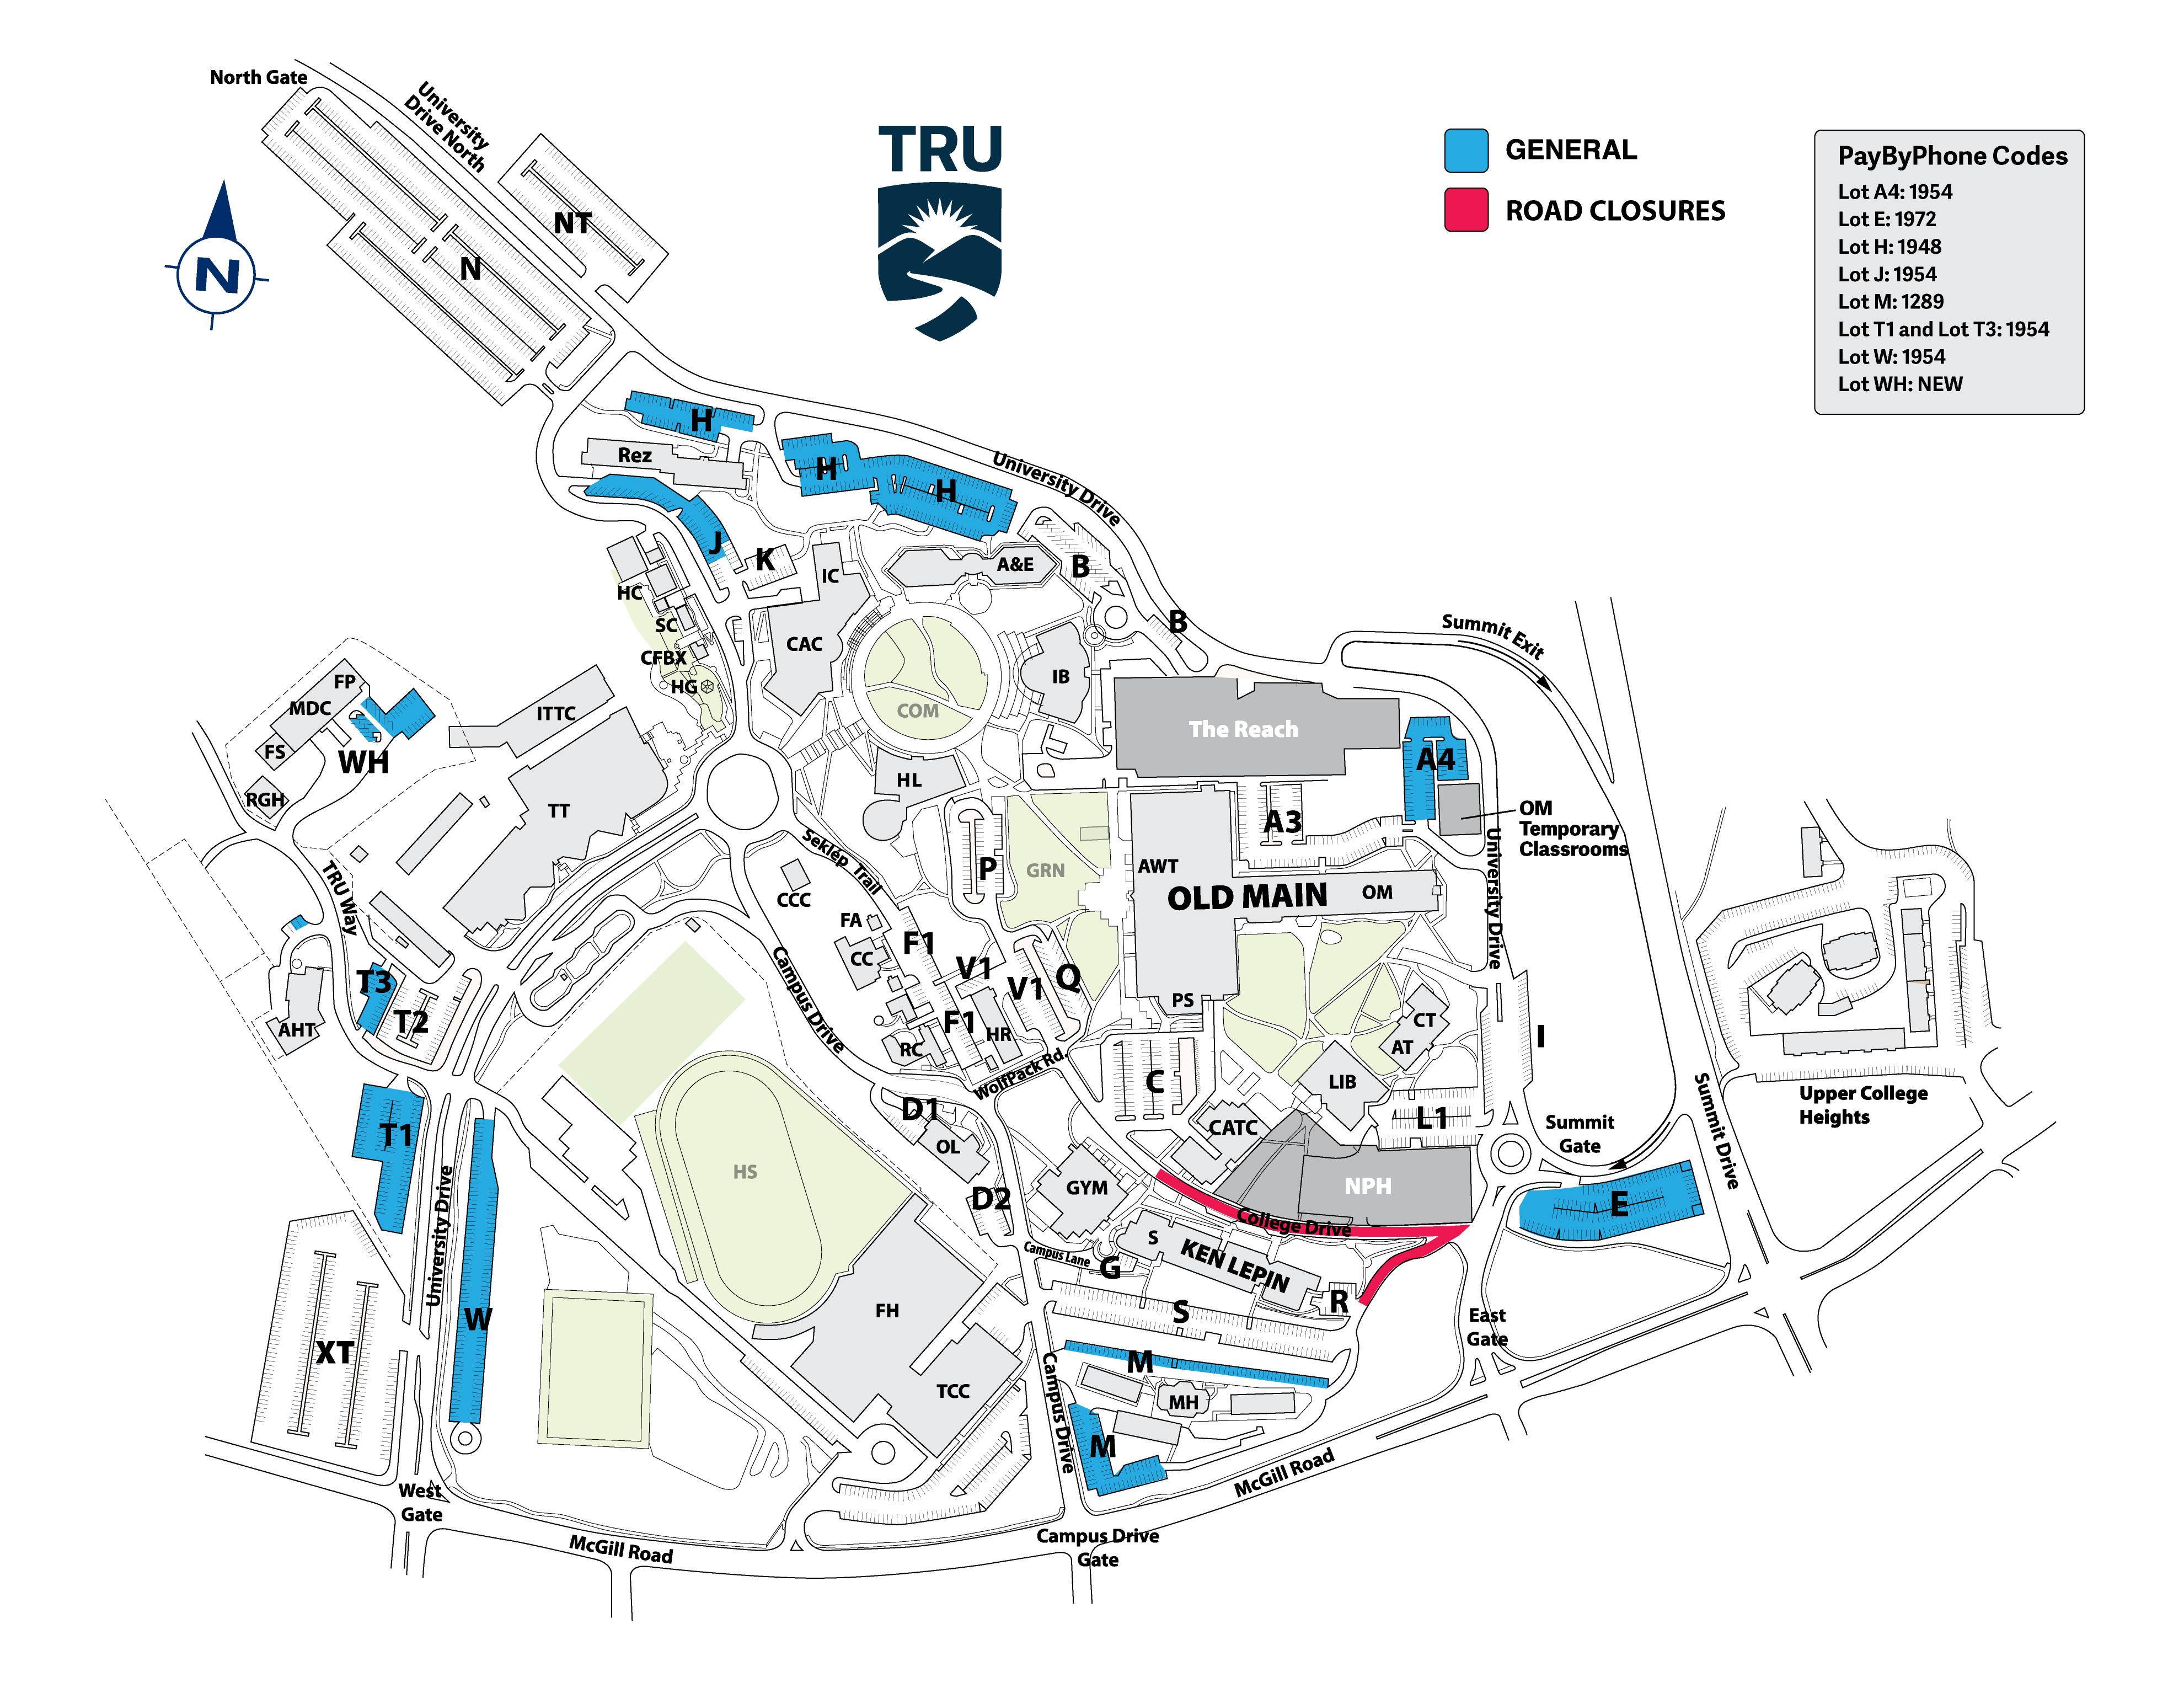 North Gate
University
Drive North
TRU
GENERAL
ROAD CLOSURES
PayByPhone Codes
Lot A4: 1954
Lot E: 1972
Lot H: 1948
Lot J: 1954
Lot M: 1289
Lot T1 and Lot T3: 1954
Lot W: 1954
Lot WH: NEW
NT
N
N
H
Rez
H
H
University Drive
J
K
IC
A&E
B
HC
SC
CAC
B
Summit Exit
CFBX
HG
IB
FP
MDC
ITTC
COM
FS
WH
The Reach
A4
HL
RGH
TT
OM
Temporary
Classrooms
A3
Seklep Trail
University Drive
P
GRN
AWT
OLD MAIN
OM
TRU Way
CCC
FA
F1
CC
V1
V1
Q
Campus Drive
T3
T2
AHT
PS
CT
AT
I
F1
HR
RC
WolfPack Rd.
C
LIB
Summit Drive
Upper College
Heights
D1
L1
Summit
Gate
T1
OL
CATC
HS
D2
GYM
NPH
E
University Drive
College Drive
S
KEN LEPIN
Campus Lane
G
R
S
FH
W
East
Gate
XT
M
Campus Drive
TCC
MH
M
McGill Road
West
Gate
McGill Road
Campus Drive
Gate